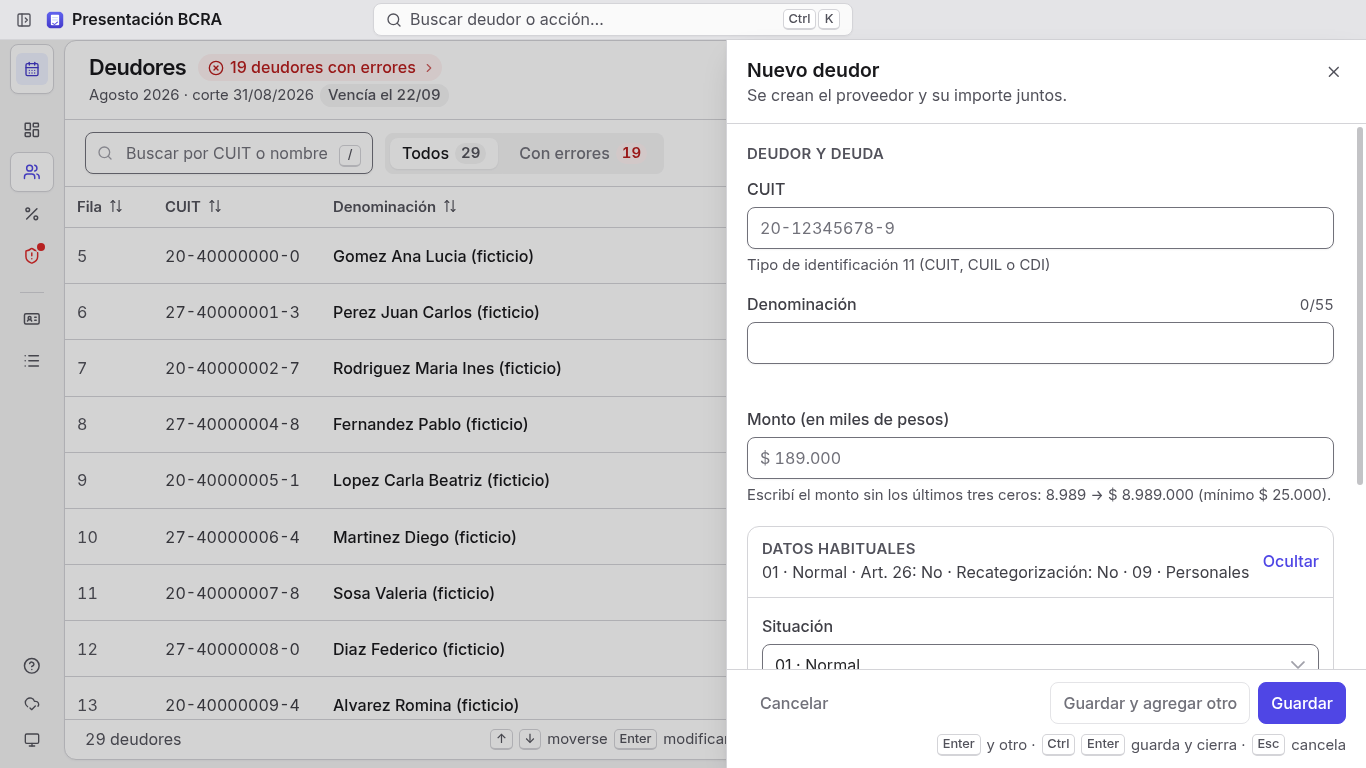 Presentación BCRA
Buscar deudor o acción…
Ctrl K
Deudores
19 deudores con errores
Agosto 2026 · corte 31/08/2026 Vencía el 22/09
Buscar por CUIT o nombre /
Todos 29 Con errores 19
Fila CUIT Denominación
5 20-40000000-0 Gomez Ana Lucia (ficticio)
6 27-40000001-3 Perez Juan Carlos (ficticio)
7 20-40000002-7 Rodriguez Maria Ines (ficticio)
8 27-40000004-8 Fernandez Pablo (ficticio)
9 20-40000005-1 Lopez Carla Beatriz (ficticio)
10 27-40000006-4 Martinez Diego (ficticio)
11 20-40000007-8 Sosa Valeria (ficticio)
12 27-40000008-0 Diaz Federico (ficticio)
13 20-40000009-4 Alvarez Romina (ficticio)
29 deudores ↑ ↓ moverse Enter modificar
Nuevo deudor
Se crean el proveedor y su importe juntos.
DEUDOR Y DEUDA
CUIT
20-12345678-9
Tipo de identificación 11 (CUIT, CUIL o CDI)
Denominación 0/55
Monto (en miles de pesos)
$ 189.000
Escribí el monto sin los últimos tres ceros: 8.989 → $ 8.989.000 (mínimo $ 25.000).
DATOS HABITUALES
01 · Normal · Art. 26: No · Recategorización: No · 09 · Personales
Ocultar
Situación
01 · Normal
Cancelar Guardar y agregar otro Guardar
Enter y otro · Ctrl Enter guarda y cierra · Esc cancela